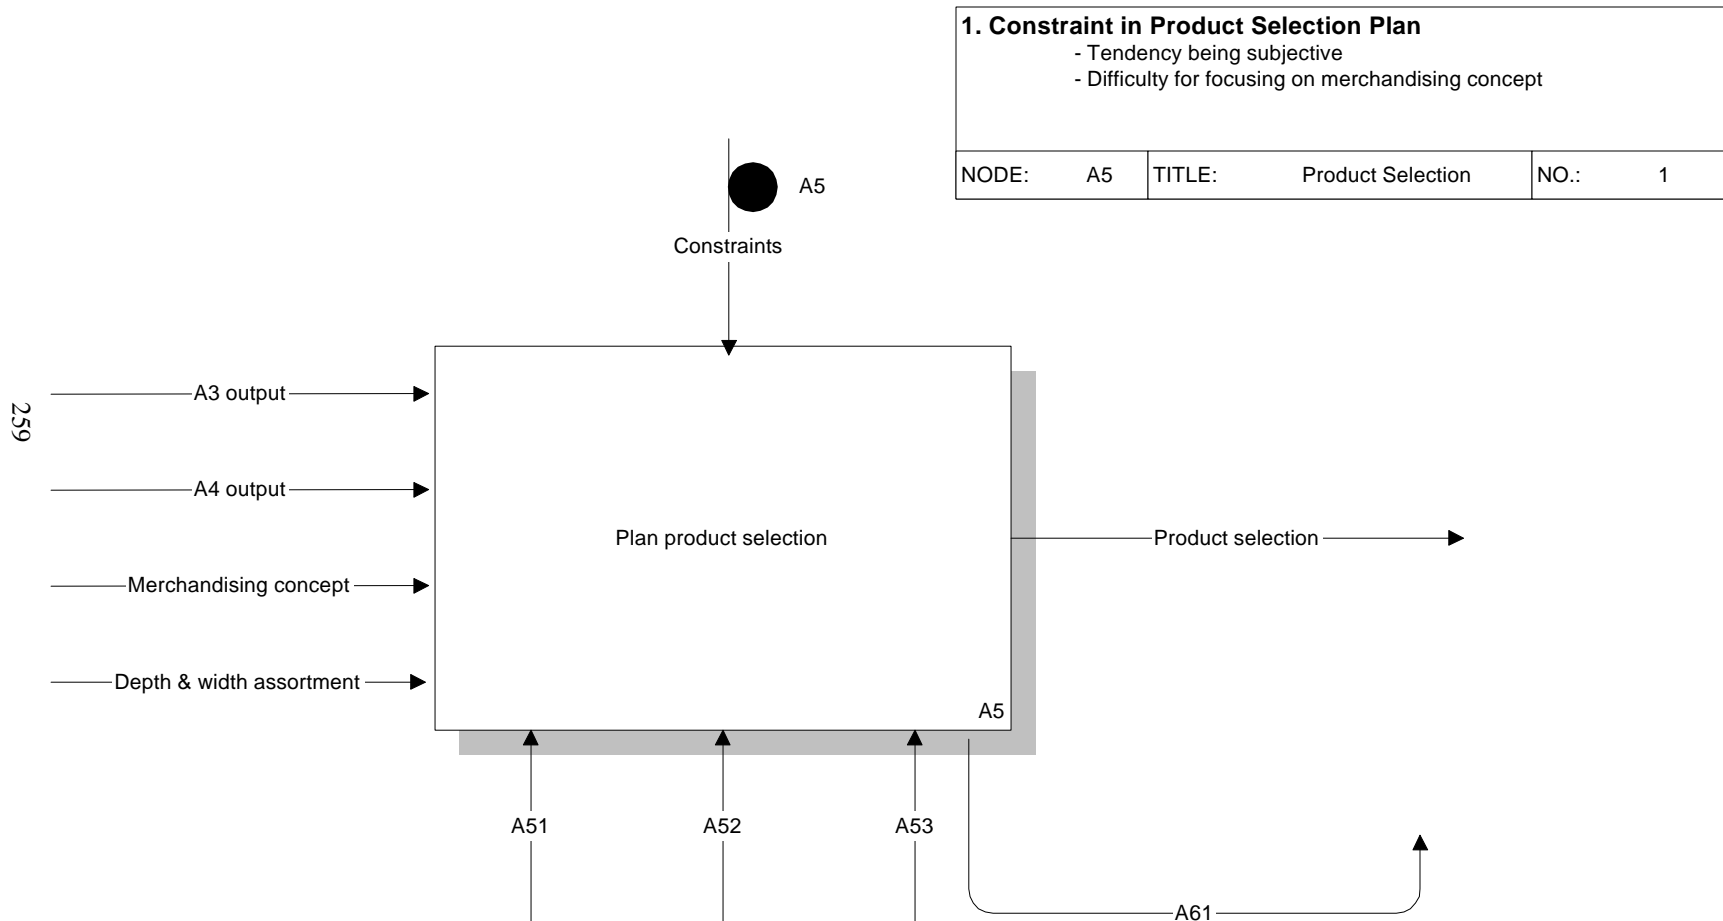 1. Constraint in Product Selection Plan
- Tendency being subjective
- Difficulty for focusing on merchandising concept
NODE: A5 TITLE: Product Selection NO.: 1
A5
Constraints
A3 output
259
A4 output
Plan product selection
Product selection
Merchandising concept
Depth & width assortment
A5
A51 A52 A53
A61